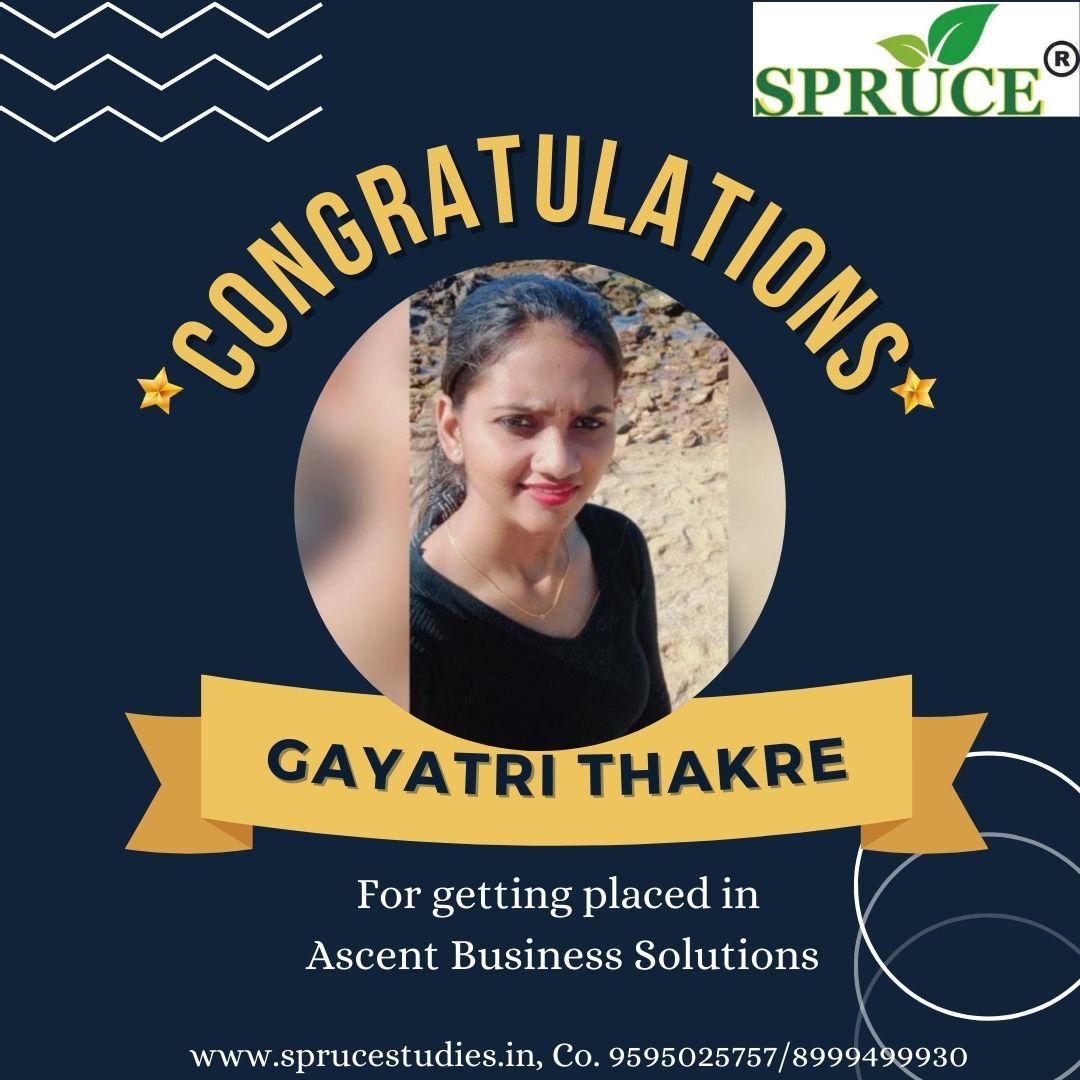 SPRUCE®
CONGRATULATIONS
GAYATRI THAKRE
For getting placed in
Ascent Business Solutions
www.sprucestudies.in, Co. 9595025757/8999499930